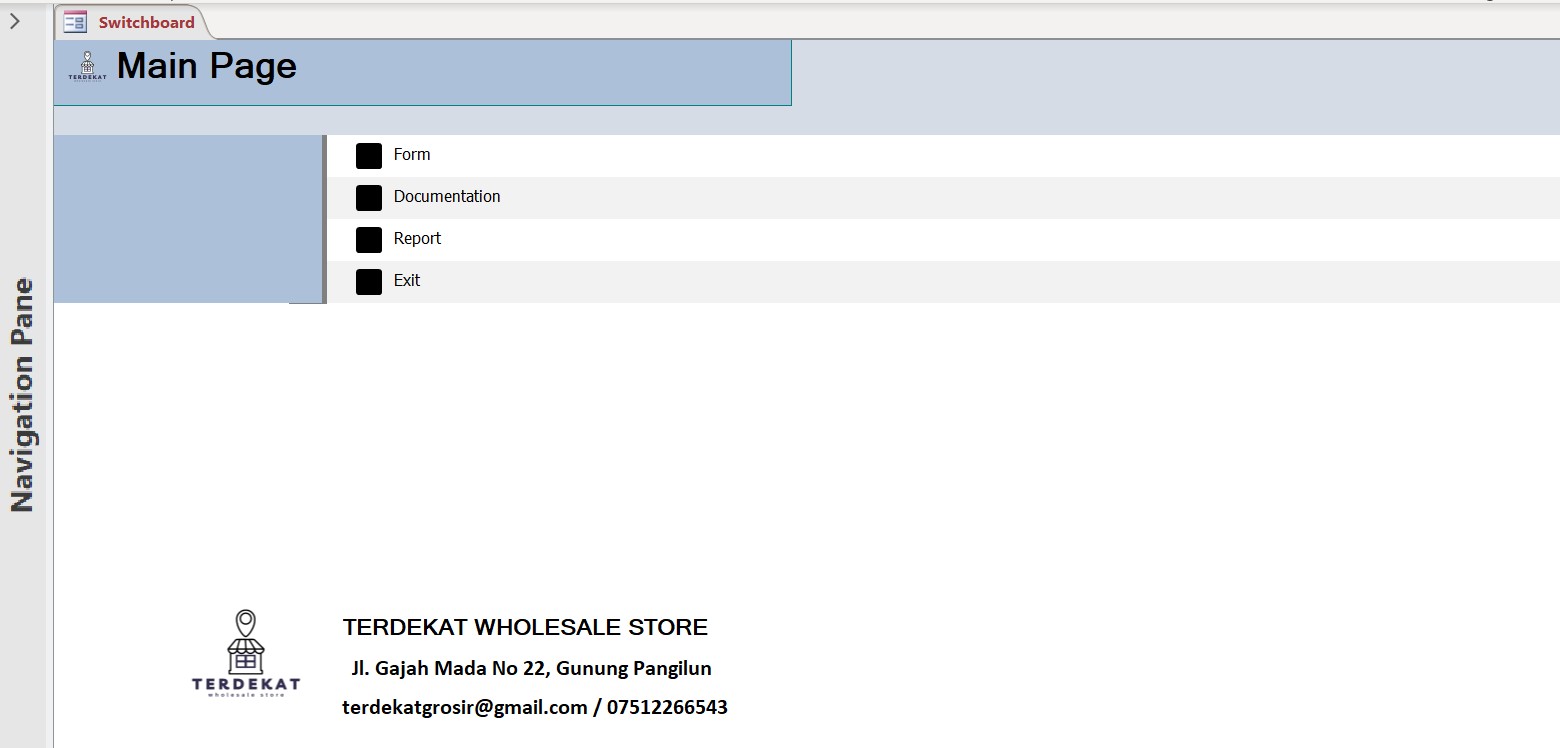 Switchboard
TERDEKAT
Main Page
Form
Documentation
Report
Exit
Navigation Pane
TERDEKAT
wholesale store
TERDEKAT WHOLESALE STORE
Jl. Gajah Mada No 22, Gunung Pangilun
terdekatgrosir@gmail.com / 07512266543